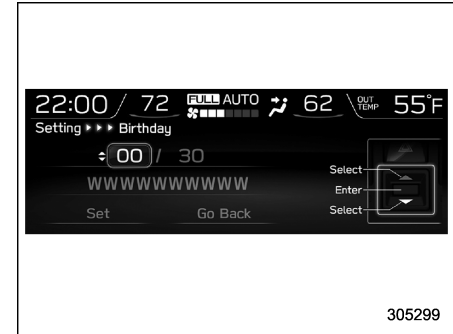 22:00 / 72 FULL AUTO 62 OUT TEMP 55°F
Setting ▸▸▸ Birthday
00 / 30
Select
WWWWWWWWWW
Enter
Set Go Back
Select
305299